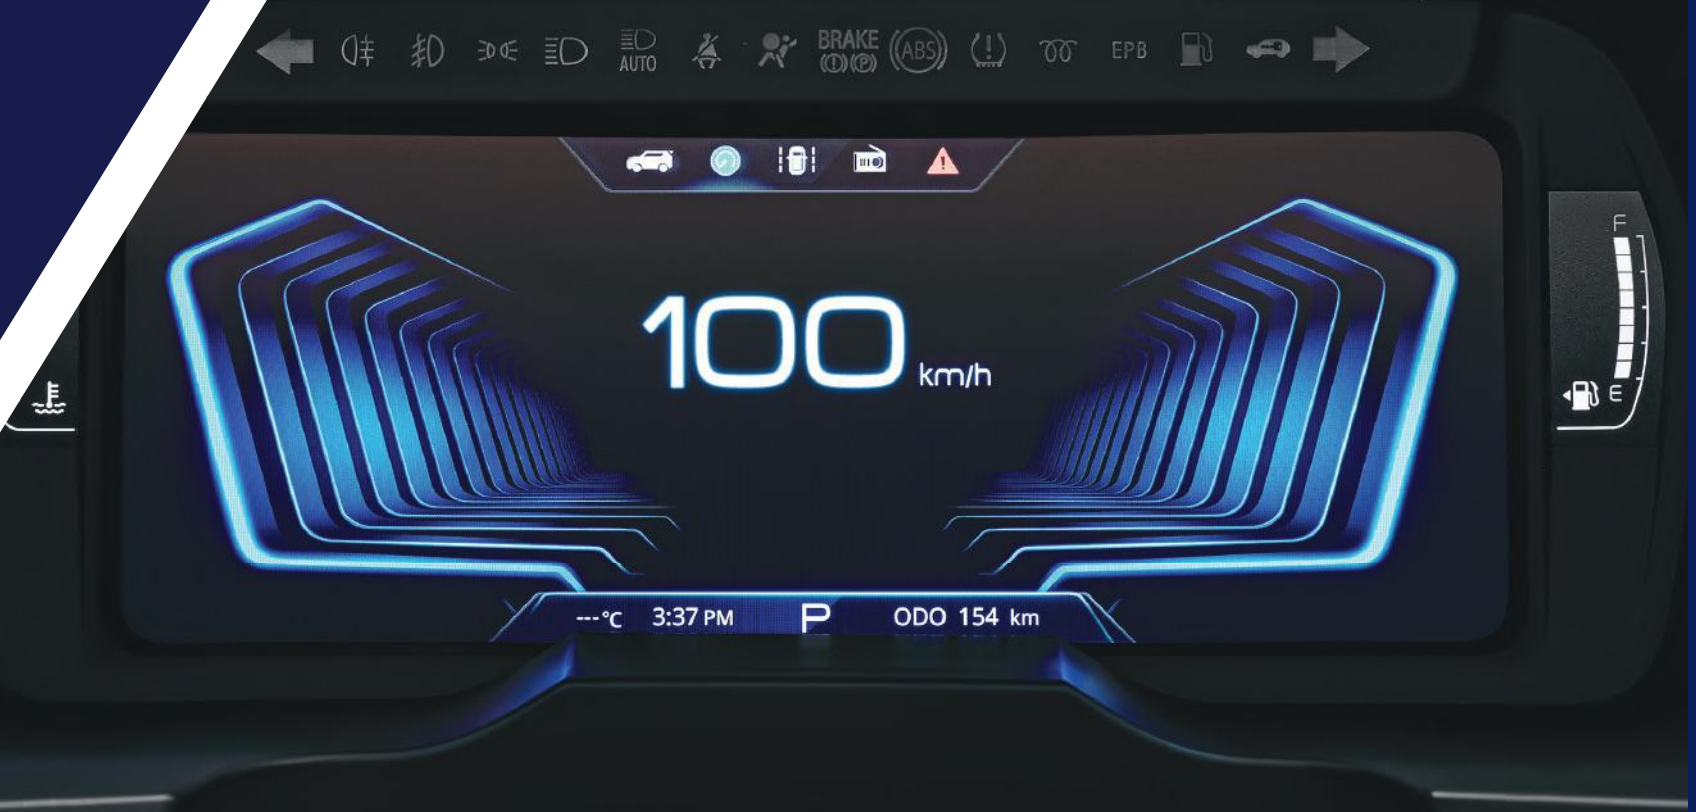 AUTO
BRAKE
(!) (P)
(ABS)
EPB
100 km/h
F
E
---°C 3:37 PM P ODO 154 km